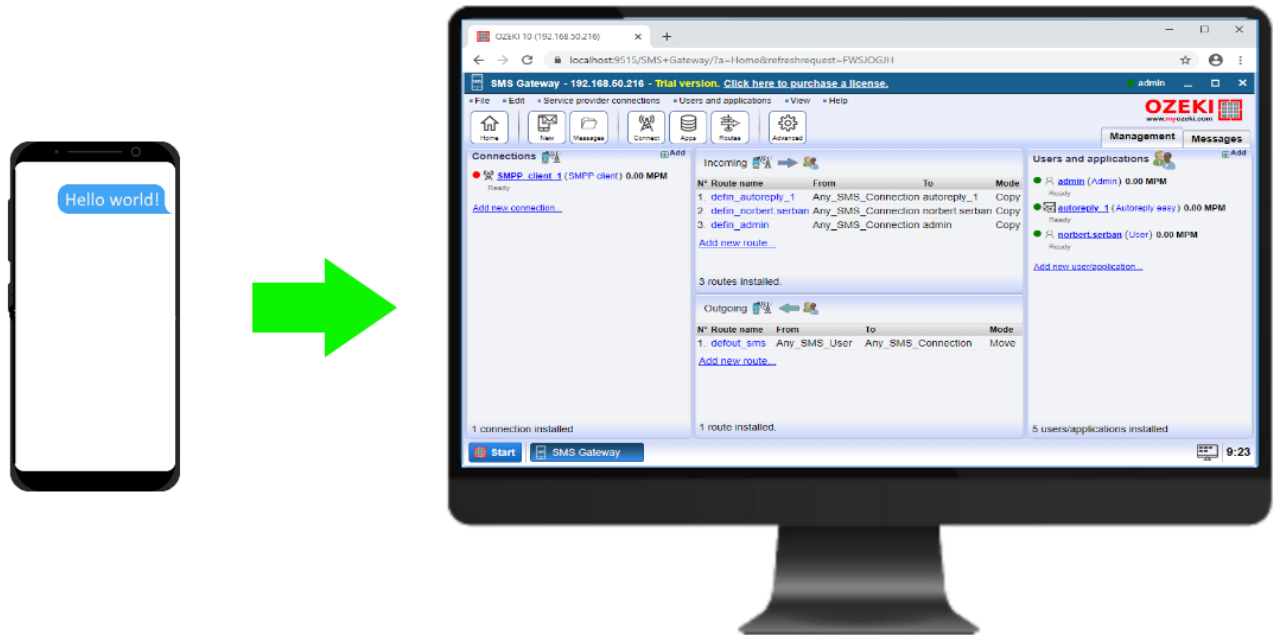 Hello world!
OZEKI 10 (192.168.50.216)
localhost:9515/SMS+Gateway/?a=Home&refreshrequest=FWSJOGJH
SMS Gateway - 192.168.50.216 - Trial version. Click here to purchase a license.
admin
File Edit Service provider connections Users and applications View Help
OZEKI
www.myozeki.com
Home New Messages Connect Apps Routes Advanced
Management Messages
Connections Add
SMPP_client_1 (SMPP client) 0.00 MPM
Ready
Add new connection...
1 connection installed
Incoming
N° Route name From To Mode
1. defin_autoreply_1 Any_SMS_Connection autoreply_1 Copy
2. defin_norbert.serban Any_SMS_Connection norbert.serban Copy
3. defin_admin Any_SMS_Connection admin Copy
Add new route...
3 routes installed.
Outgoing
N° Route name From To Mode
1. defout_sms Any_SMS_User Any_SMS_Connection Move
Add new route...
1 route installed.
Users and applications Add
admin (Admin) 0.00 MPM
Ready
autoreply_1 (Autoreply easy) 0.00 MPM
Ready
norbert.serban (User) 0.00 MPM
Ready
Add new user/application...
5 users/applications installed
Start SMS Gateway 9:23